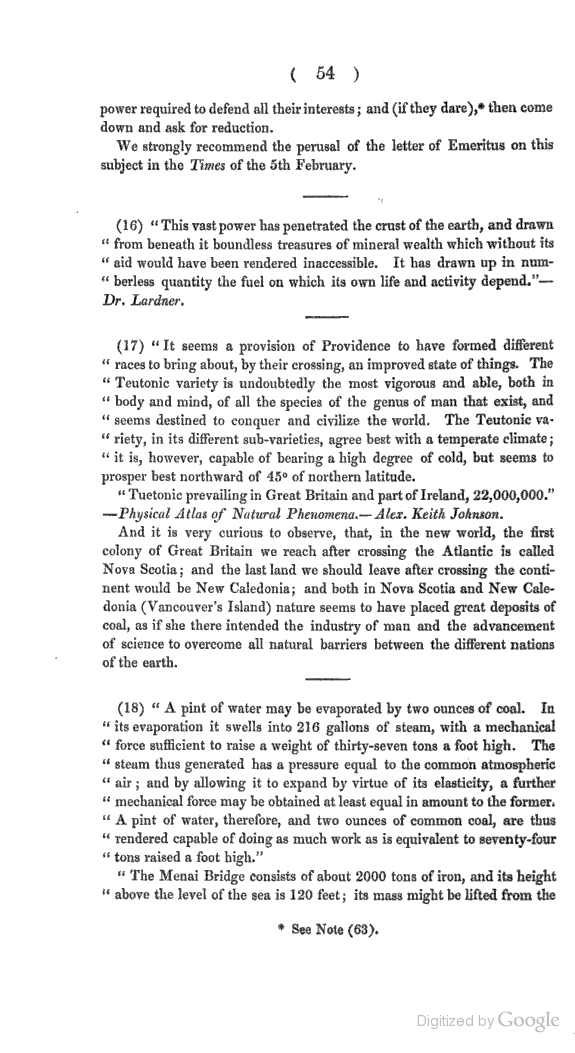 ( 54 )
power required to defend all their interests; and (if they dare),* then come
down and ask for reduction.
We strongly recommend the perusal of the letter of Emeritus on this
subject in the Times of the 5th February.
(16) “This vast power has penetrated the crust of the earth, and drawn
“ from beneath it boundless treasures of mineral wealth which without its
“ aid would have been rendered inaccessible. It has drawn up in num-
“ berless quantity the fuel on which its own life and activity depend.”—
Dr. Lardner.
(17) “It seems a provision of Providence to have formed different
“ races to bring about, by their crossing, an improved state of things. The
“ Teutonic variety is undoubtedly the most vigorous and able, both in
“ body and mind, of all the species of the genus of man that exist, and
“ seems destined to conquer and civilize the world. The Teutonic va-
“ riety, in its different sub-varieties, agree best with a temperate climate;
“ it is, however, capable of bearing a high degree of cold, but seems to
prosper best northward of 45° of northern latitude.
“Tuetonic prevailing in Great Britain and part of Ireland, 22,000,000.”
—Physical Atlas of Natural Phenomena.—Alex. Keith Johnson.
And it is very curious to observe, that, in the new world, the first
colony of Great Britain we reach after crossing the Atlantic is called
Nova Scotia; and the last land we should leave after crossing the conti-
nent would be New Caledonia; and both in Nova Scotia and New Cale-
donia (Vancouver's Island) nature seems to have placed great deposits of
coal, as if she there intended the industry of man and the advancement
of science to overcome all natural barriers between the different nations
of the earth.
(18) “ A pint of water may be evaporated by two ounces of coal. In
“ its evaporation it swells into 216 gallons of steam, with a mechanical
“ force sufficient to raise a weight of thirty-seven tons a foot high. The
“ steam thus generated has a pressure equal to the common atmospheric
“ air; and by allowing it to expand by virtue of its elasticity, a further
“ mechanical force may be obtained at least equal in amount to the former.
“ A pint of water, therefore, and two ounces of common coal, are thus
“ rendered capable of doing as much work as is equivalent to seventy-four
“ tons raised a foot high.”
“ The Menai Bridge consists of about 2000 tons of iron, and its height
“ above the level of the sea is 120 feet; its mass might be lifted from the
* See Note (63).
Digitized by Google